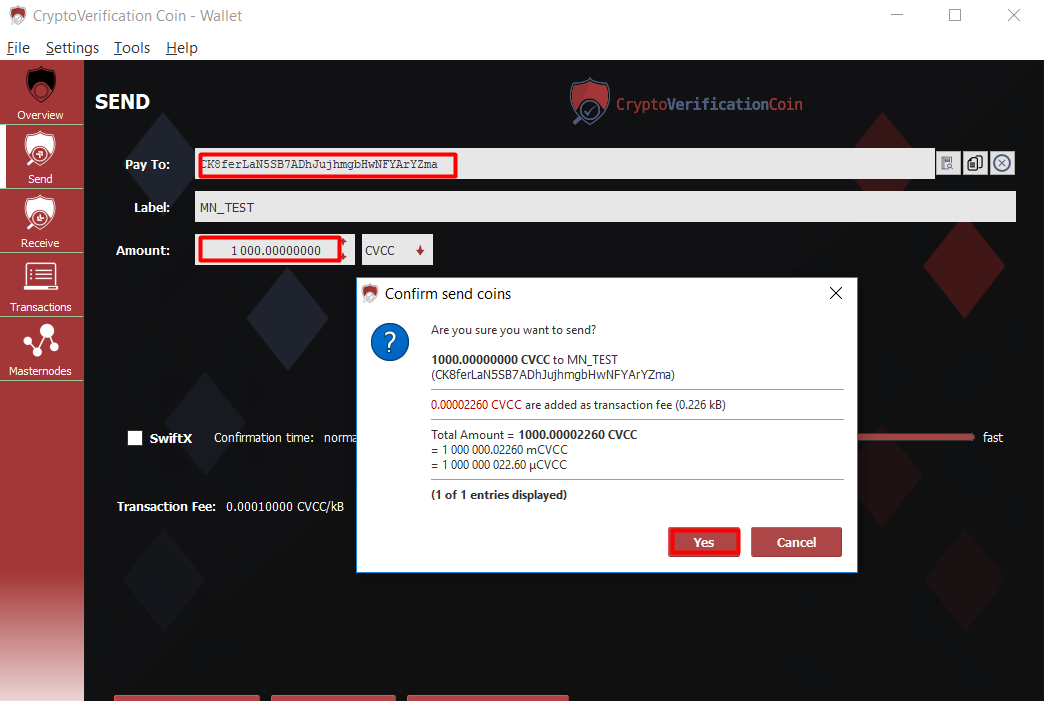 CryptoVerification Coin - Wallet
File Settings Tools Help
Overview
Send
Receive
Transactions
Masternodes
SEND
CryptoVerificationCoin
Pay To: CK8ferLaN5SB7ADhJujhmgbHwNFYArYZma
Label: MN_TEST
Amount: 1 000.00000000 CVCC
Confirm send coins
Are you sure you want to send?
1000.00000000 CVCC to MN_TEST
(CK8ferLaN5SB7ADhJujhmgbHwNFYArYZma)
0.00002260 CVCC are added as transaction fee (0.226 kB)
Total Amount = 1000.00002260 CVCC
= 1 000 000.02260 mCVCC
= 1 000 000 022.60 μCVCC
(1 of 1 entries displayed)
Yes Cancel
SwiftX Confirmation time: norma fast
Transaction Fee: 0.00010000 CVCC/kB